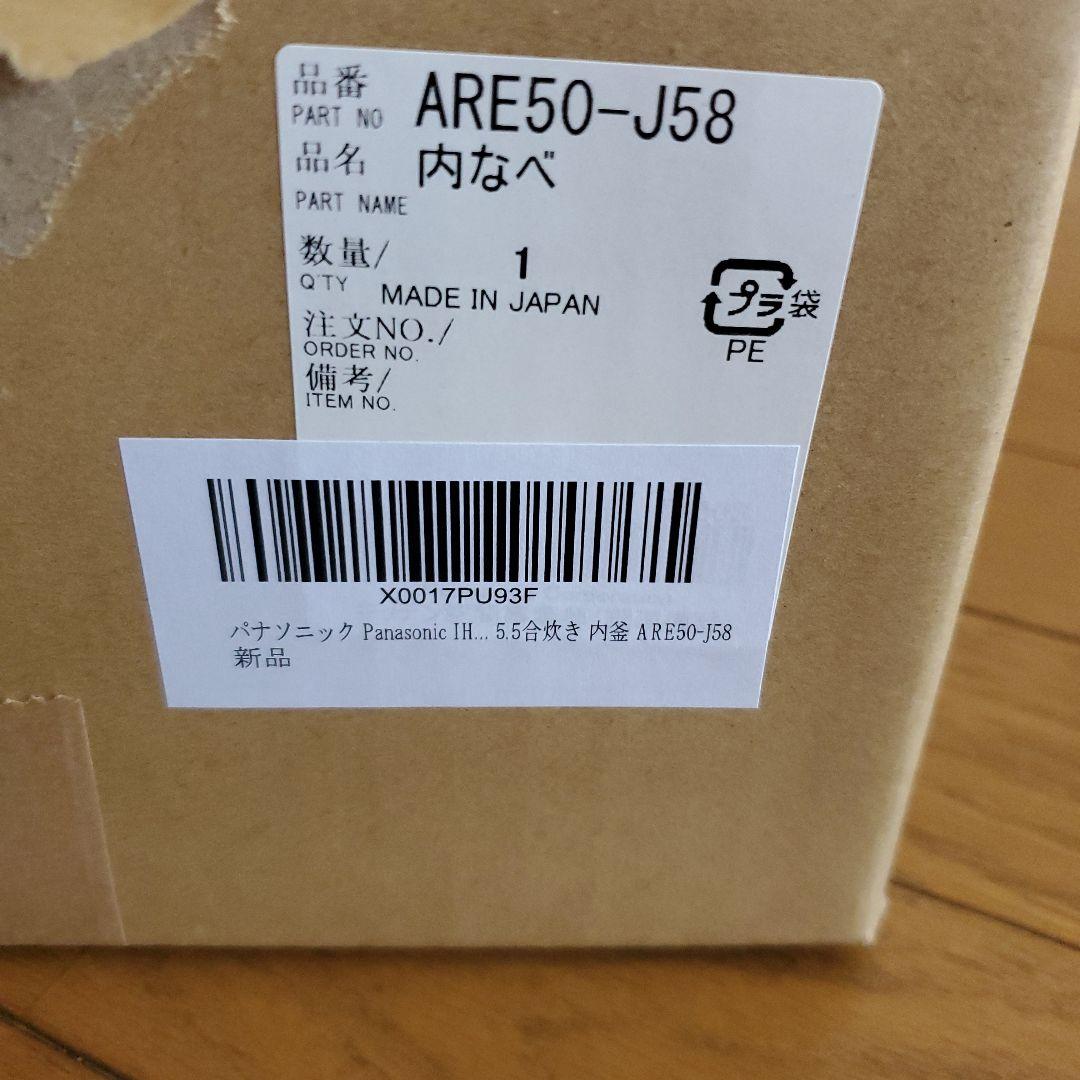 品番 ARE50-J58
PART NO
品名 内なべ
PART NAME
数量/ 1
Q'TY
MADE IN JAPAN
注文NO./
ORDER NO.
備考/
ITEM NO.
プラ 袋
PE
X0017PU93F
パナソニック Panasonic IH... 5.5合炊き 内釜 ARE50-J58
新品